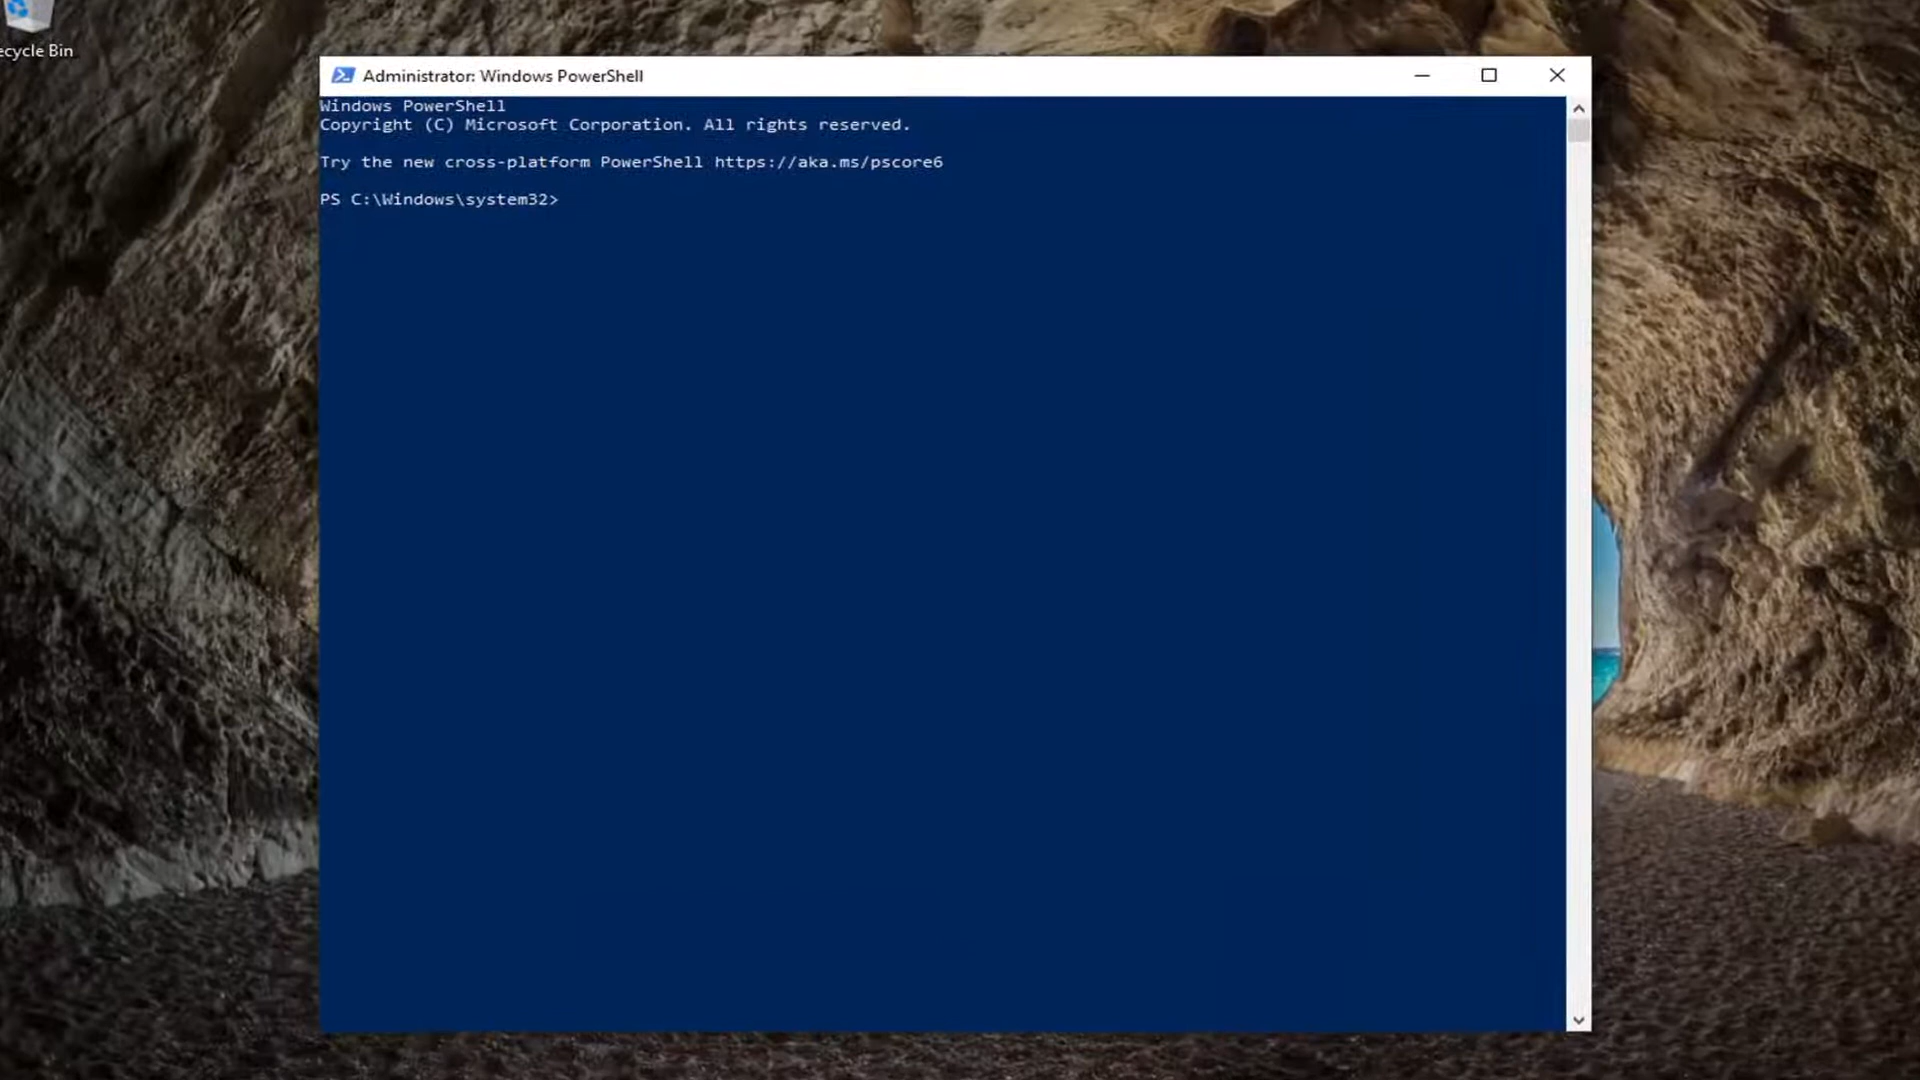 ecycle Bin
Administrator: Windows PowerShell
Windows PowerShell
Copyright (C) Microsoft Corporation. All rights reserved.
Try the new cross-platform PowerShell https://aka.ms/pscore6
PS C:\Windows\system32>